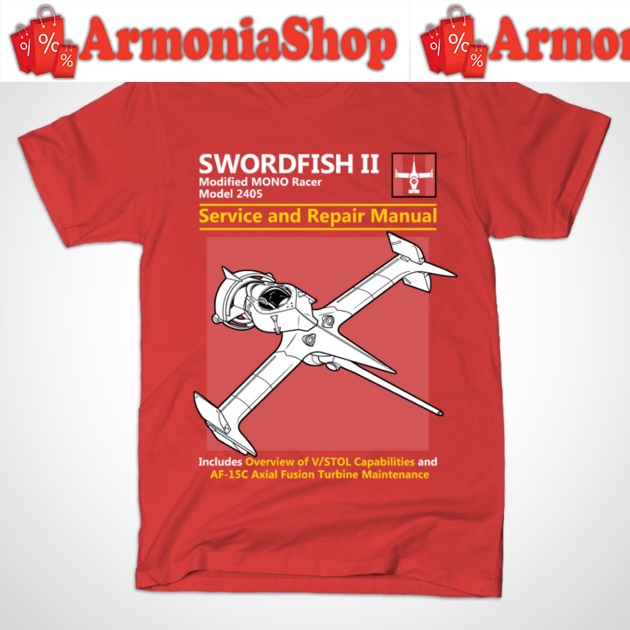 ArmoniaShop Armon
SWORDFISH II
Modified MONO Racer
Model 2405
Service and Repair Manual
Includes Overview of V/STOL Capabilities and
AF-15C Axial Fusion Turbine Maintenance